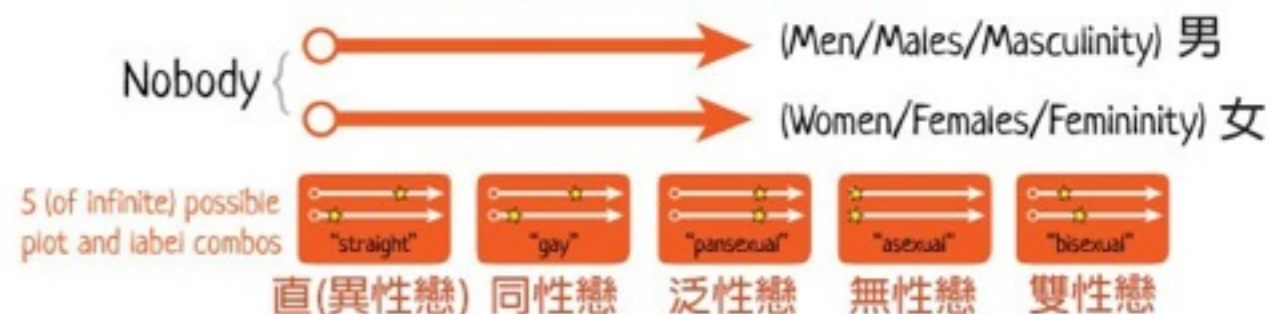 Nobody
(Men/Males/Masculinity) 男
(Women/Females/Femininity) 女
5 (of infinite) possible
plot and label combos
"straight" "gay" "pansexual" "asexual" "bisexual"
直(異性戀) 同性戀 泛性戀 無性戀 雙性戀